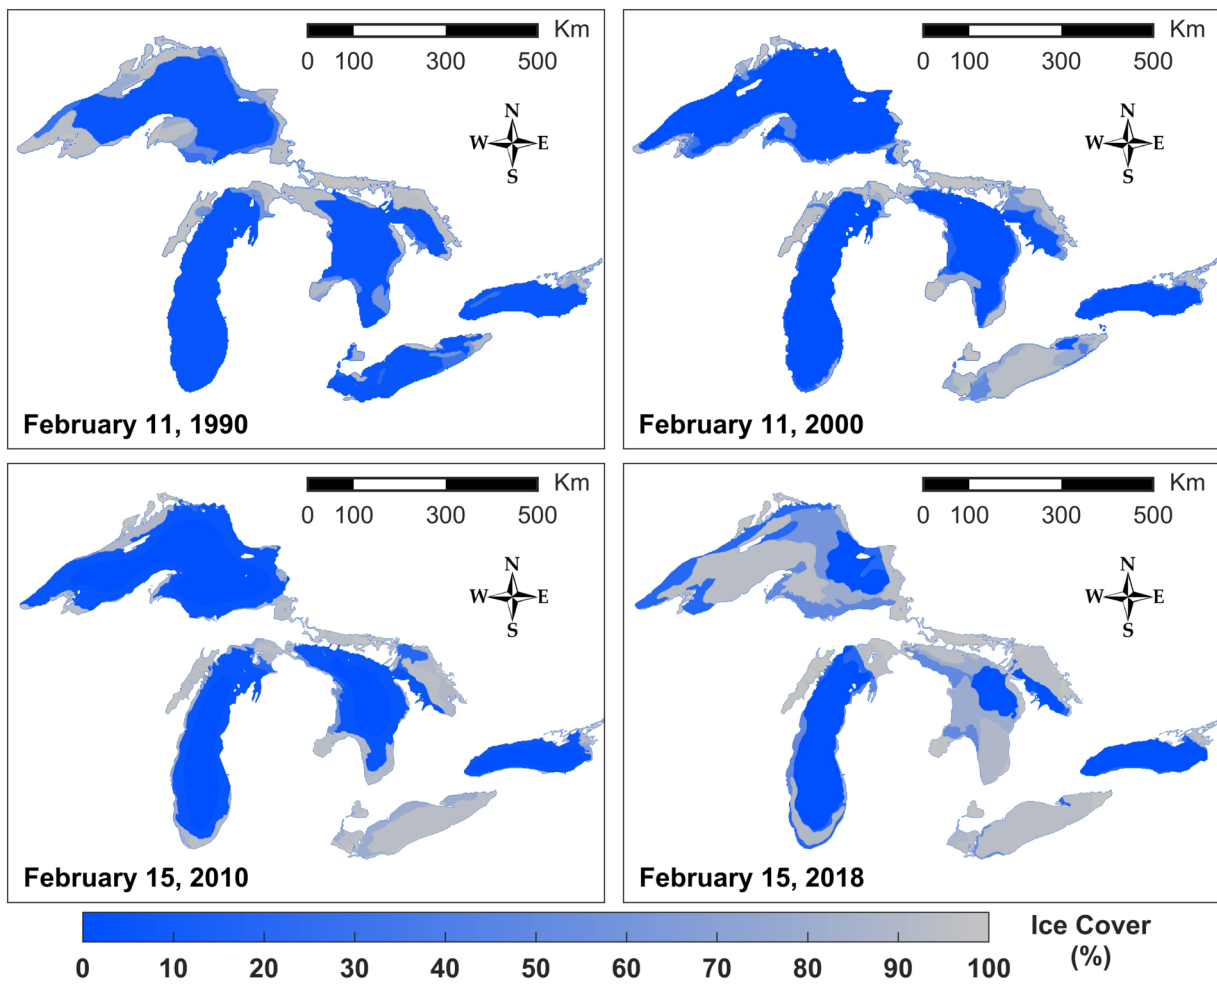 Km
0 100 300 500
N
W E
S
February 11, 1990
Km
0 100 300 500
N
W E
S
February 11, 2000
Km
0 100 300 500
N
W E
S
February 15, 2010
Km
0 100 300 500
N
W E
S
February 15, 2018
0 10 20 30 40 50 60 70 80 90 100
Ice Cover
(%)